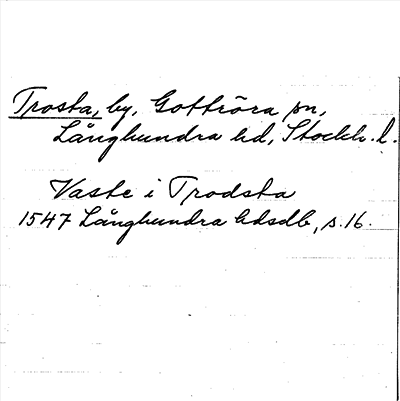 Trosta, by, Gottröra sn,
Långhundra hd, Stockh. l.
Vaste i Trodsta
1547 Långhundra hdsdb, s. 16.